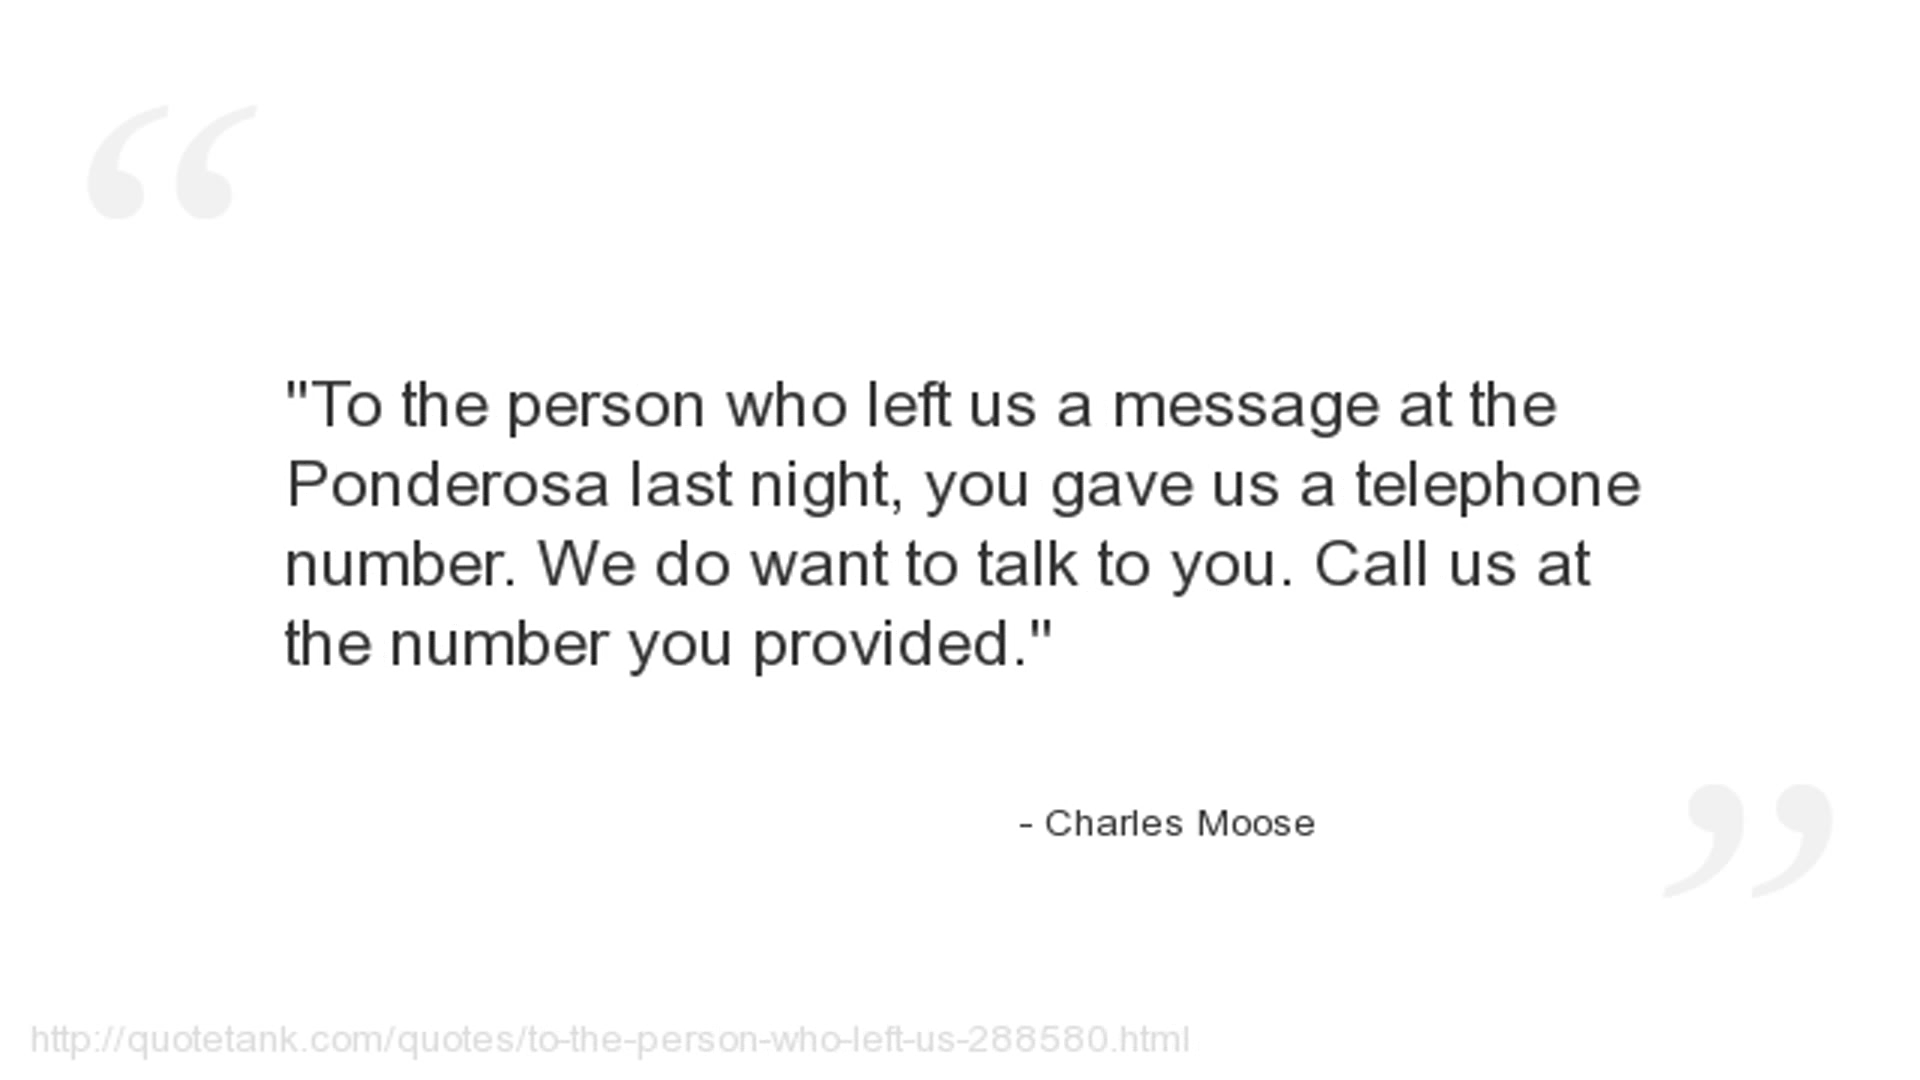 "To the person who left us a message at the
Ponderosa last night, you gave us a telephone
number. We do want to talk to you. Call us at
the number you provided."
- Charles Moose
http://quotetank.com/quotes/to-the-person-who-left-us-288580.html